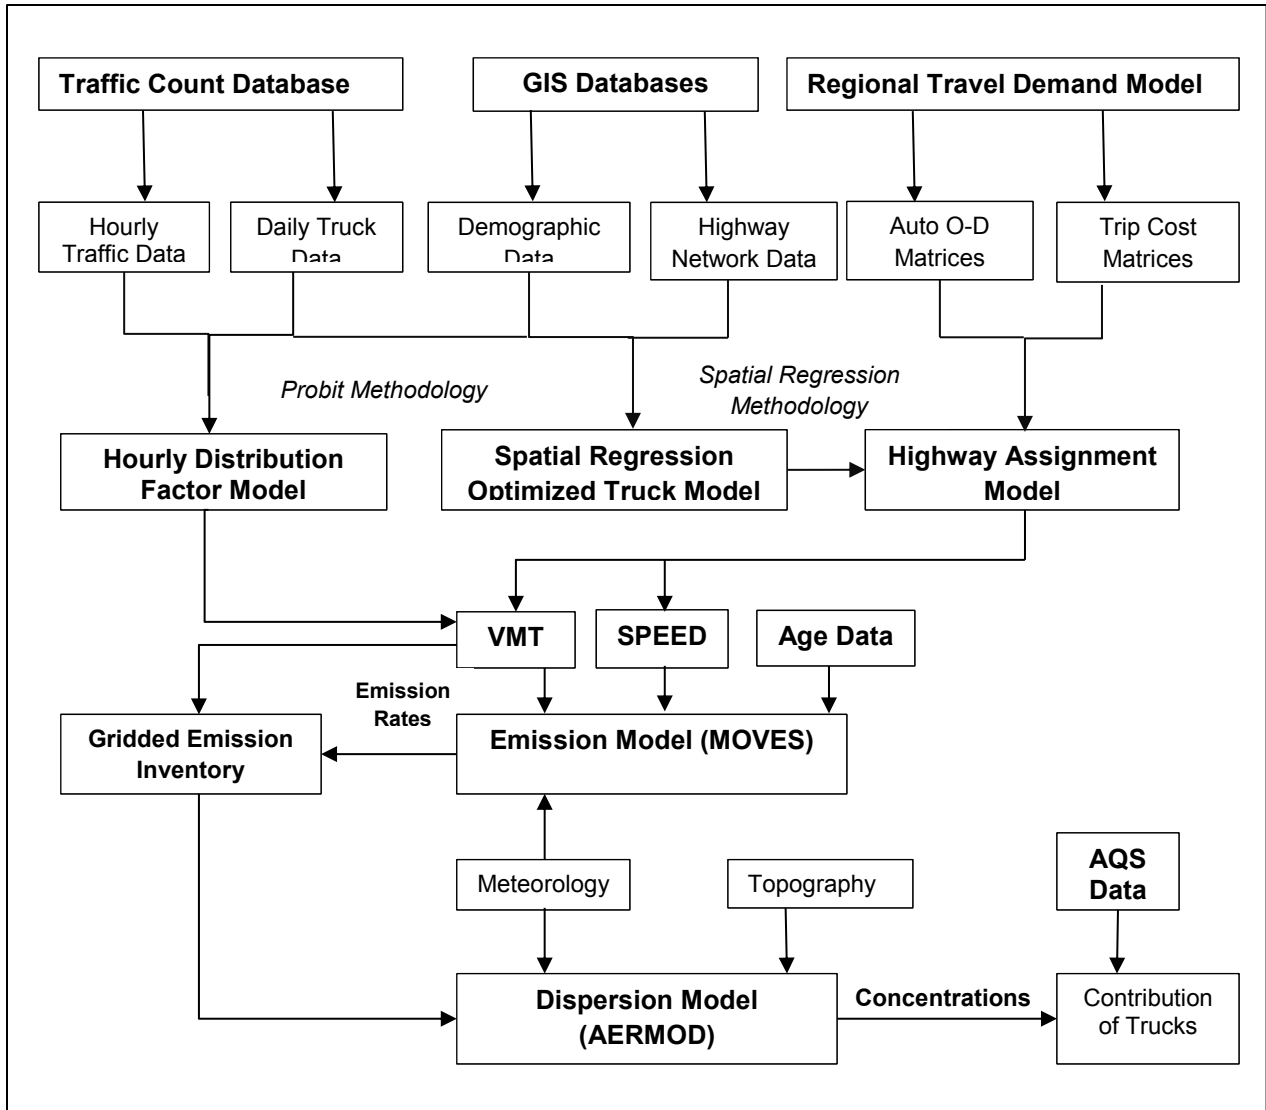 Traffic Count Database
GIS Databases
Regional Travel Demand Model
Hourly
Traffic Data
Daily Truck
Data
Demographic
Data
Highway
Network Data
Auto O-D
Matrices
Trip Cost
Matrices
Probit Methodology
Spatial Regression
Methodology
Hourly Distribution
Factor Model
Spatial Regression
Optimized Truck Model
Highway Assignment
Model
VMT
SPEED
Age Data
Emission
Rates
Gridded Emission
Inventory
Emission Model (MOVES)
Meteorology
Topography
AQS
Data
Dispersion Model
(AERMOD)
Concentrations
Contribution
of Trucks